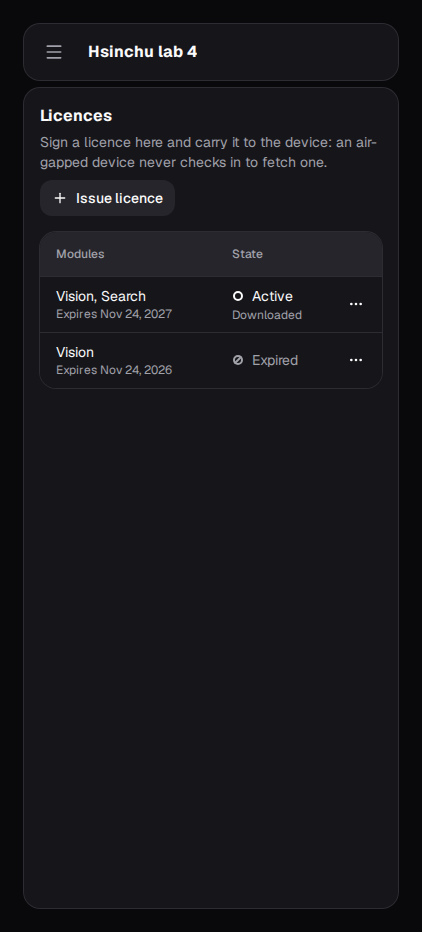 Hsinchu lab 4
Licences
Sign a licence here and carry it to the device: an air-
gapped device never checks in to fetch one.
Issue licence
Modules State
Vision, Search Active
Expires Nov 24, 2027 Downloaded
Vision Expired
Expires Nov 24, 2026